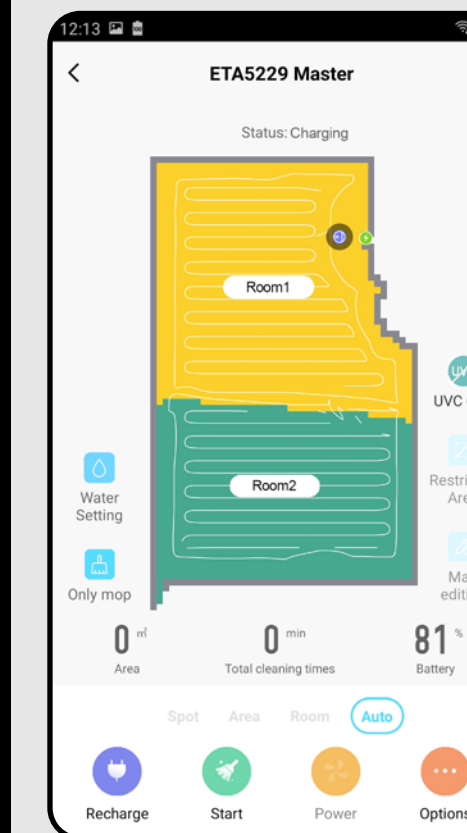 12:13
ETA5229 Master
Status: Charging
Room1
UVC
Room2
Water
Setting
Only mop
0 ㎡
Area
0 min
Total cleaning times
81 %
Battery
Spot
Area
Room
Auto
Recharge
Start
Power
Options